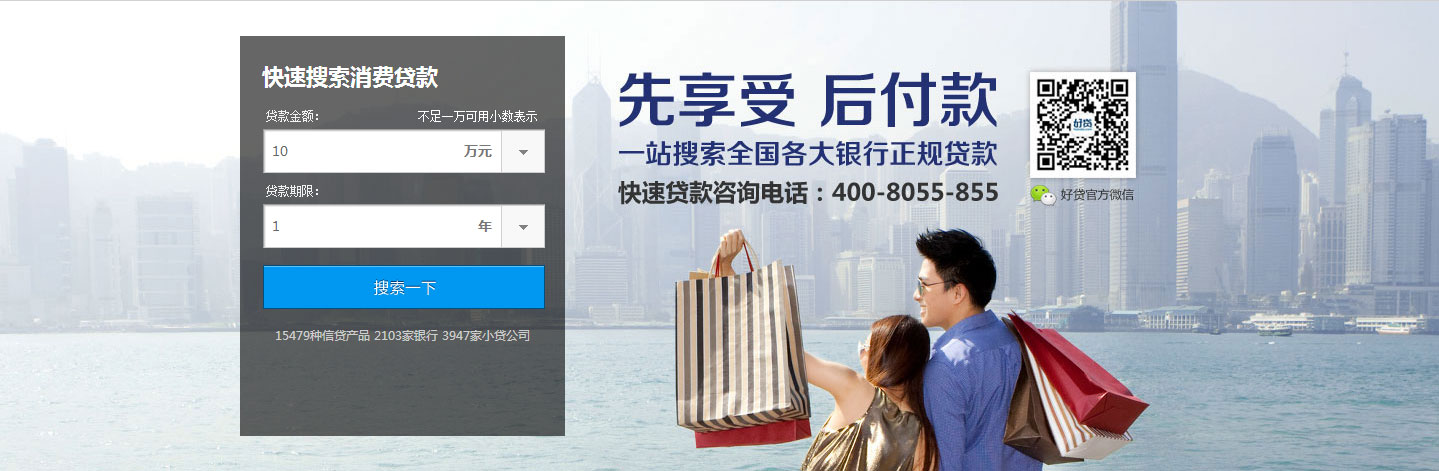 快速搜索消费贷款
贷款金额：
不足一万可用小数表示
10
万元
贷款期限：
1
年
搜索一下
15479种信贷产品 2103家银行 3947家小贷公司
先享受 后付款
一站搜索全国各大银行正规贷款
快速贷款咨询电话：400-8055-855
好贷
好贷官方微信